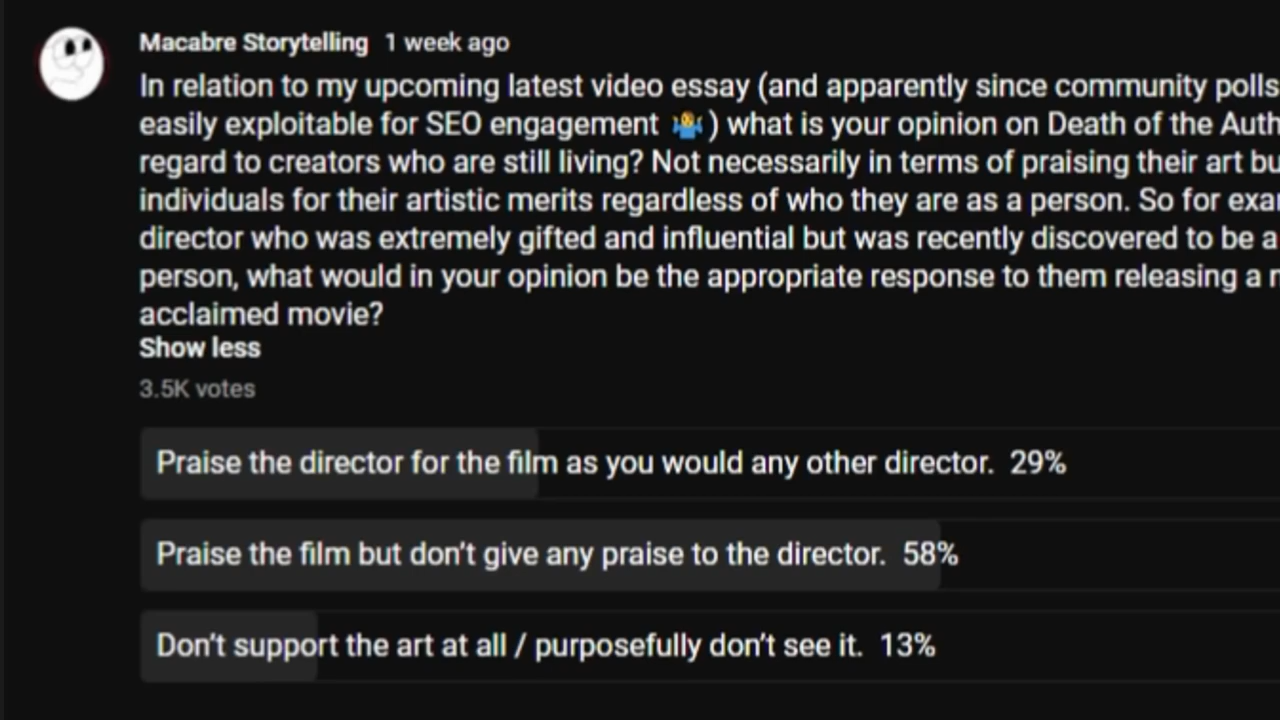 Macabre Storytelling 1 week ago
In relation to my upcoming latest video essay (and apparently since community polls
easily exploitable for SEO engagement 🤷‍♂️) what is your opinion on Death of the Auth
regard to creators who are still living? Not necessarily in terms of praising their art bu
individuals for their artistic merits regardless of who they are as a person. So for exa
director who was extremely gifted and influential but was recently discovered to be a
person, what would in your opinion be the appropriate response to them releasing a
acclaimed movie?
Show less
3.5K votes
Praise the director for the film as you would any other director. 29%
Praise the film but don't give any praise to the director. 58%
Don't support the art at all / purposefully don't see it. 13%